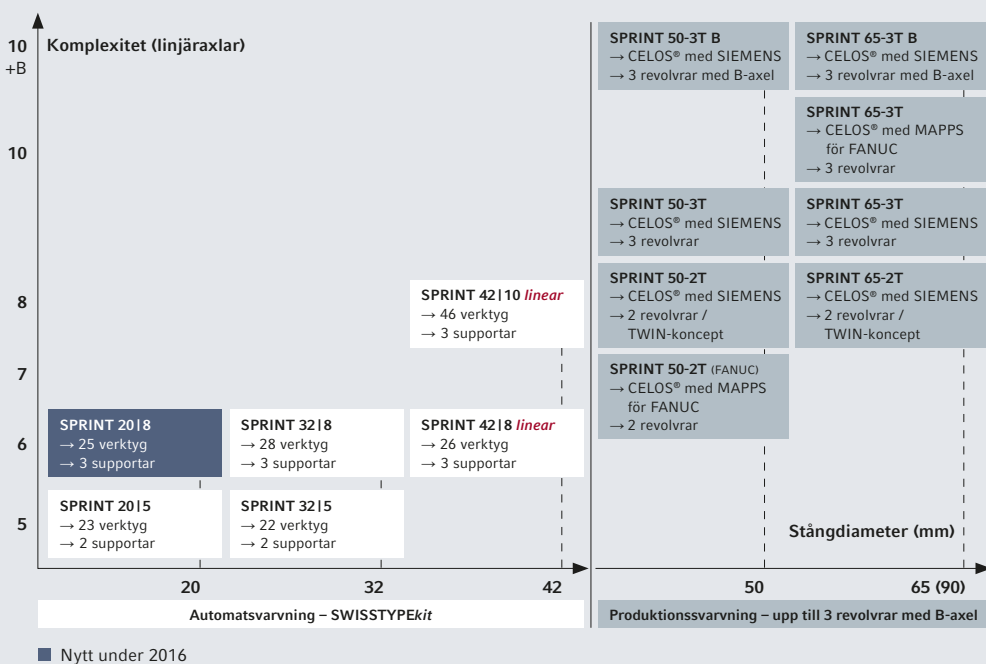 Komplexitet (linjäraxlar)
10
+B
10
8
7
6
5
SPRINT 50-3T B
→ CELOS® med SIEMENS
→ 3 revolvrar med B-axel
SPRINT 65-3T B
→ CELOS® med SIEMENS
→ 3 revolvrar med B-axel
SPRINT 65-3T
→ CELOS® med MAPPS
för FANUC
→ 3 revolvrar
SPRINT 50-3T
→ CELOS® med SIEMENS
→ 3 revolvrar
SPRINT 65-3T
→ CELOS® med SIEMENS
→ 3 revolvrar
SPRINT 42|10 linear
→ 46 verktyg
→ 3 supportar
SPRINT 50-2T
→ CELOS® med SIEMENS
→ 2 revolvrar /
TWIN-koncept
SPRINT 65-2T
→ CELOS® med SIEMENS
→ 2 revolvrar /
TWIN-koncept
SPRINT 50-2T (FANUC)
→ CELOS® med MAPPS
för FANUC
→ 2 revolvrar
SPRINT 20|8
→ 25 verktyg
→ 3 supportar
SPRINT 32|8
→ 28 verktyg
→ 3 supportar
SPRINT 42|8 linear
→ 26 verktyg
→ 3 supportar
SPRINT 20|5
→ 23 verktyg
→ 2 supportar
SPRINT 32|5
→ 22 verktyg
→ 2 supportar
Stångdiameter (mm)
20
32
42
50
65 (90)
Automatsvarvning – SWISSTYPEkit
Produktionssvarvning – upp till 3 revolvrar med B-axel
Nytt under 2016